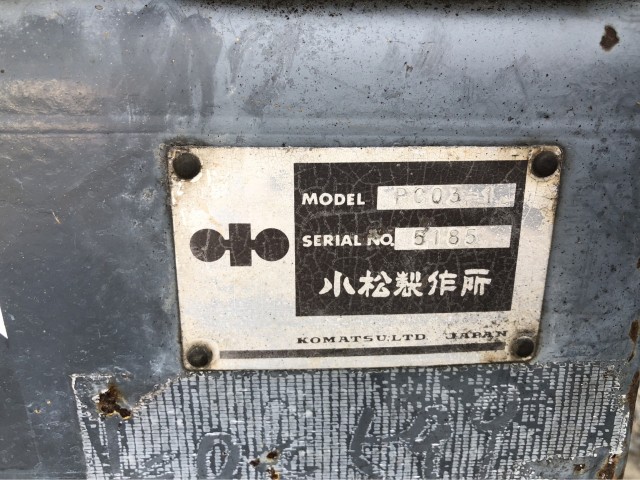 MODEL PC03-1
SERIAL NO. 5185
小松製作所
KOMATSU.LTD. JAPAN